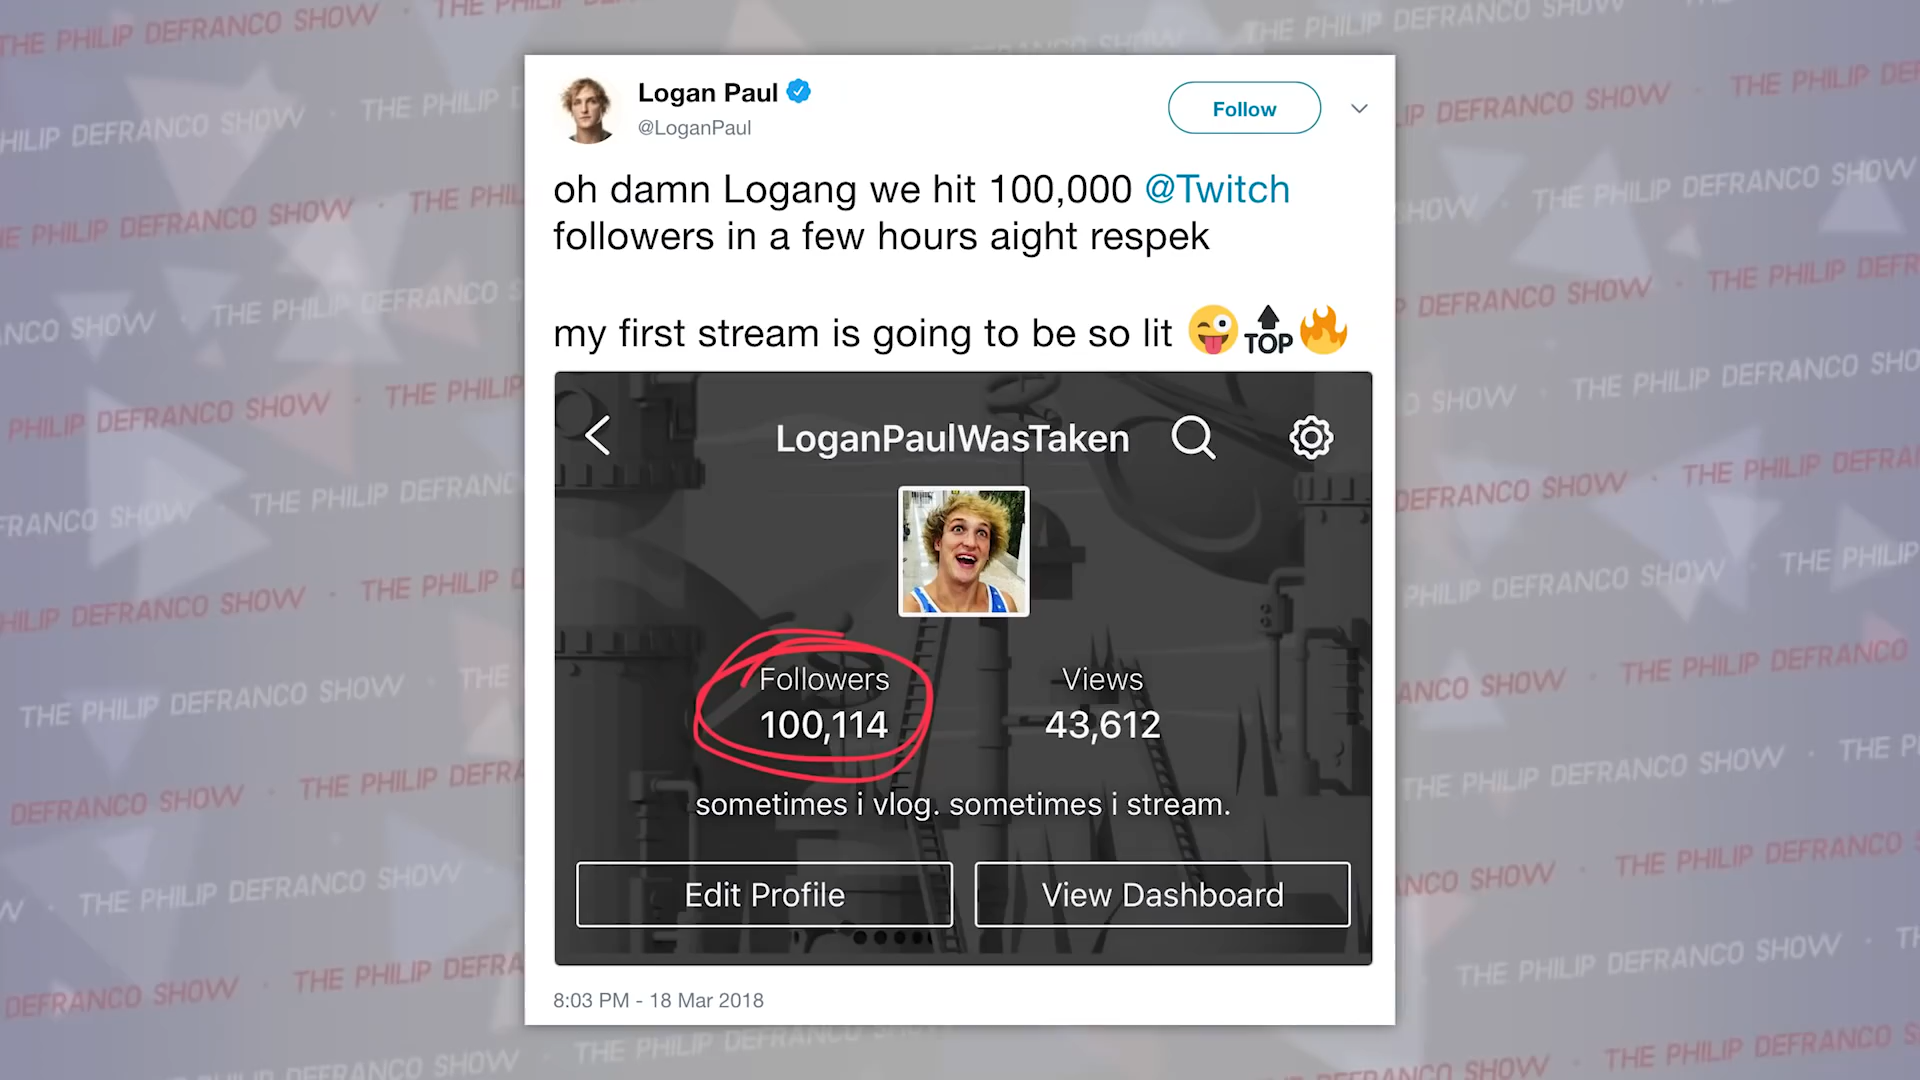 Logan Paul
@LoganPaul
Follow
oh damn Logang we hit 100,000 @Twitch
followers in a few hours aight respek
my first stream is going to be so lit 😜🔝🔥
LoganPaulWasTaken
Followers
100,114
Views
43,612
sometimes i vlog. sometimes i stream.
Edit Profile
View Dashboard
8:03 PM - 18 Mar 2018
THE PHILIP DEFRANCO SHOW